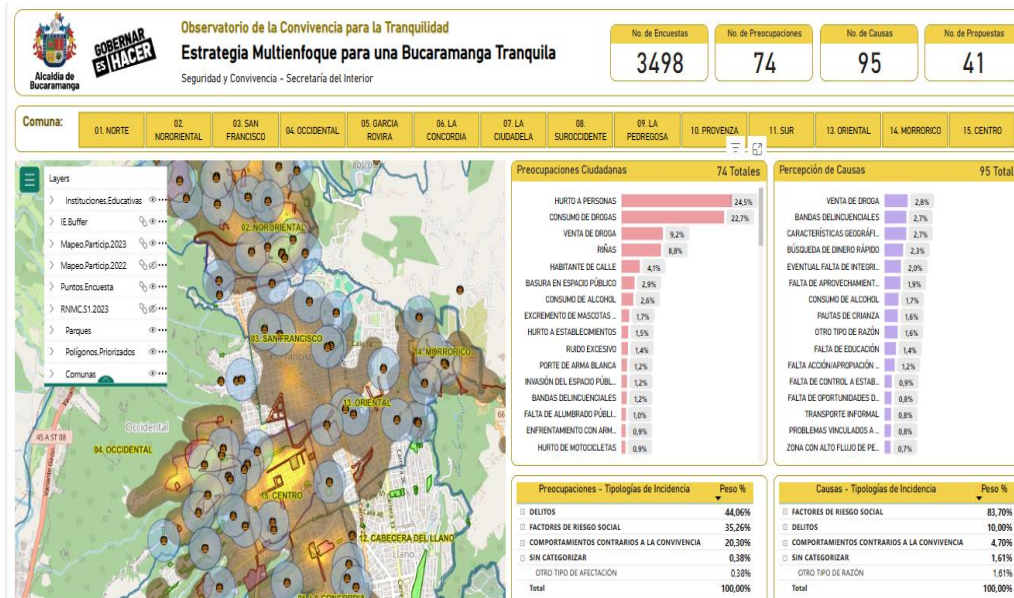 Alcaldía de
Bucaramanga
GOBERNAR
ES HACER
Observatorio de la Convivencia para la Tranquilidad
Estrategia Multienfoque para una Bucaramanga Tranquila
Seguridad y Convivencia - Secretaría del Interior
No. de Encuestas
3498
No. de Preocupaciones
74
No. de Causas
95
No. de Propuestas
41
Comuna:
01. NORTE
02. NORORIENTAL
03. SAN FRANCISCO
04. OCCIDENTAL
05. GARCIA ROVIRA
06. LA CONCORDIA
07. LA CIUDADELA
08. SUROCCIDENTE
09. LA PEDREGOSA
10. PROVENZA
11. SUR
13. ORIENTAL
14. MORRORICO
15. CENTRO
Layers
Instituciones.Educativas
IE.Buffer
Mapeo.Particip.2023
Mapeo.Particip.2022
Puntos.Encuesta
RNMC.S1.2023
Parques
Polígonos.Priorizados
Comunas
02. NORORIENTAL
03. SAN FRANCISCO
San Francisco
14. MORRORICO
13. ORIENTAL
Occidental
45 A ST 08
66
04. OCCIDENTAL
15. CENTRO
12. CABECERA DEL LLANO
Llano
06. LA CONCORDIA
Preocupaciones Ciudadanas 74 Totales
HURTO A PERSONAS 24,5%
CONSUMO DE DROGAS 22,7%
VENTA DE DROGA 9,2%
RIÑAS 8,8%
HABITANTE DE CALLE 4,1%
BASURA EN ESPACIO PÚBLICO 2,9%
CONSUMO DE ALCOHOL 2,6%
EXCREMENTO DE MASCOTAS ... 1,7%
HURTO A ESTABLECIMIENTOS 1,5%
RUIDO EXCESIVO 1,4%
PORTE DE ARMA BLANCA 1,2%
INVASIÓN DEL ESPACIO PÚBL... 1,2%
BANDAS DELINCUENCIALES 1,2%
FALTA DE ALUMBRADO PÚBLI... 1,0%
ENFRENTAMIENTO CON ARM... 0,9%
HURTO DE MOTOCICLETAS 0,9%
Percepción de Causas 95 Total
VENTA DE DROGA 2,8%
BANDAS DELINCUENCIALES 2,7%
CARACTERÍSTICAS GEOGRÁFI... 2,7%
BÚSQUEDA DE DINERO RÁPIDO 2,3%
EVENTUAL FALTA DE INTEGRI... 2,0%
FALTA DE APROVECHAMIENT... 1,9%
CONSUMO DE ALCOHOL 1,7%
PAUTAS DE CRIANZA 1,6%
OTRO TIPO DE RAZÓN 1,6%
FALTA DE EDUCACIÓN 1,4%
FALTA ACCIÓN/APROPIACIÓN ... 1,2%
FALTA DE CONTROL A ESTAB... 0,9%
FALTA DE OPORTUNIDADES D... 0,8%
TRANSPORTE INFORMAL 0,8%
PROBLEMAS VINCULADOS A ... 0,8%
ZONA CON ALTO FLUJO DE PE... 0,7%
Preocupaciones - Tipologías de Incidencia Peso %
DELITOS 44,06%
FACTORES DE RIESGO SOCIAL 35,26%
COMPORTAMIENTOS CONTRARIOS A LA CONVIVENCIA 20,30%
SIN CATEGORIZAR 0,38%
OTRO TIPO DE AFECTACIÓN 0,38%
Total 100,00%
Causas - Tipologías de Incidencia Peso %
FACTORES DE RIESGO SOCIAL 83,70%
DELITOS 10,00%
COMPORTAMIENTOS CONTRARIOS A LA CONVIVENCIA 4,70%
SIN CATEGORIZAR 1,61%
OTRO TIPO DE RAZÓN 1,61%
Total 100,00%